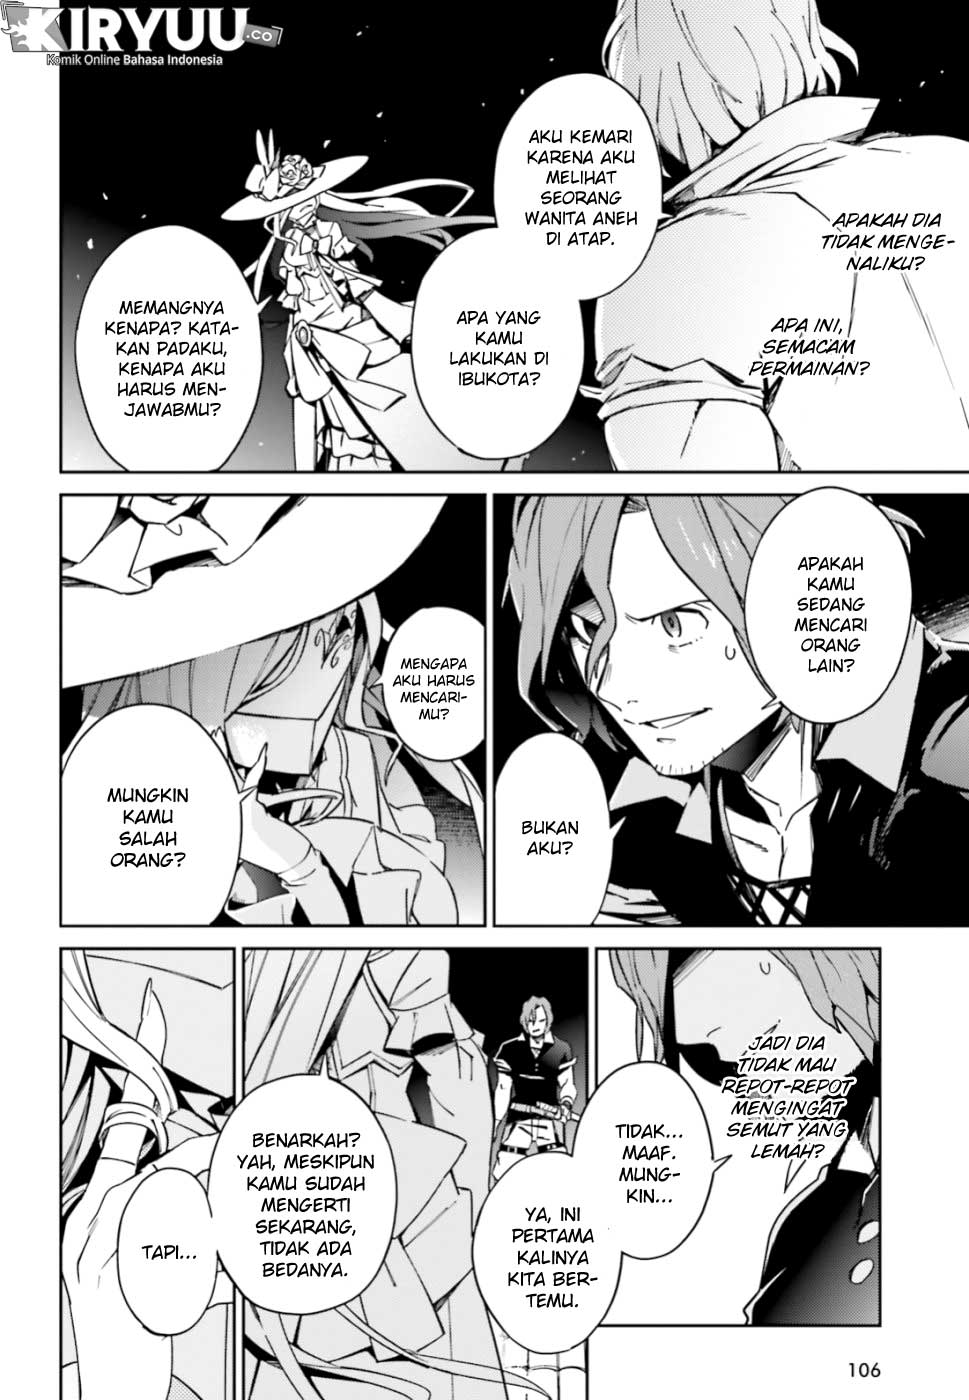 KIRYUU.CO
Komik Online Bahasa Indonesia
APAKAH DIA
TIDAK MENGE-
NALIKU?
APA INI,
SEMACAM
PERMAINAN?
AKU KEMARI
KARENA AKU
MELIHAT
SEORANG
WANITA ANEH
DI ATAP.
APA YANG
KAMU
LAKUKAN DI
IBUKOTA?
MEMANGNYA
KENAPA? KATA-
KAN PADAKU,
KENAPA AKU
HARUS MEN-
JAWABMU?
APAKAH
KAMU
SEDANG
MENCARI
ORANG
LAIN?
BUKAN
AKU?
MENGAPA
AKU HARUS
MENCARI-
MU?
MUNGKIN
KAMU
SALAH
ORANG?
JADI DIA
TIDAK MAU
REPOT-REPOT
MENGINGAT
SEMUT YANG
LEMAH?
TIDAK...
MAAF.
MUNG-
KIN...
YA, INI
PERTAMA
KALINYA
KITA BER-
TEMU.
BENARKAH?
YAH, MESKIPUN
KAMU SUDAH
MENGERTI
SEKARANG,
TIDAK ADA
BEDANYA.
TAPI...
106